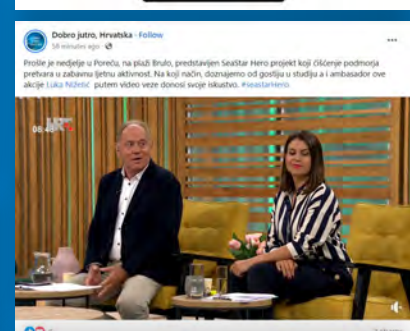 Dobro jutro, Hrvatska · Follow
58 minutes ago ·
Prošle je nedjelje u Poreču, na plaži Brulo, predstavljen SeaStar Hero projekt koji čišćenje podmorja
pretvara u zabavnu ljetnu aktivnost. Na koji način, doznajemo od gostiju u studiju a i ambasador ove
akcije Luka Nižetić putem video veze donosi svoje iskustvo. #seastarHero